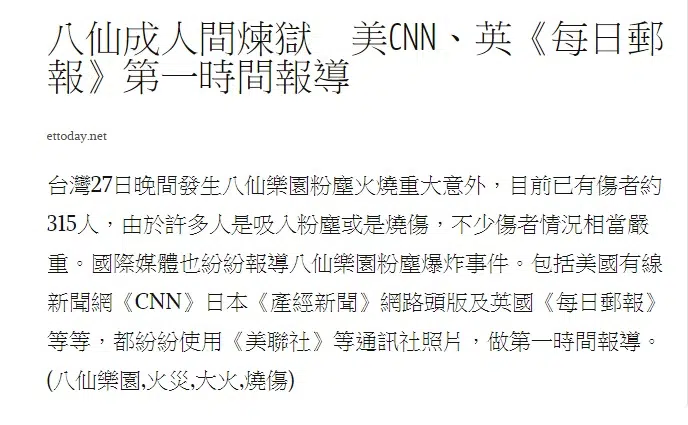 八仙成人間煉獄　美CNN、英《每日郵
報》第一時間報導
ettoday.net
台灣27日晚間發生八仙樂園粉塵火燒重大意外，目前已有傷者約
315人，由於許多人是吸入粉塵或是燒傷，不少傷者情況相當嚴
重。國際媒體也紛紛報導八仙樂園粉塵爆炸事件。包括美國有線
新聞網《CNN》日本《產經新聞》網路頭版及英國《每日郵報》
等等，都紛紛使用《美聯社》等通訊社照片，做第一時間報導。
(八仙樂園,火災,大火,燒傷)